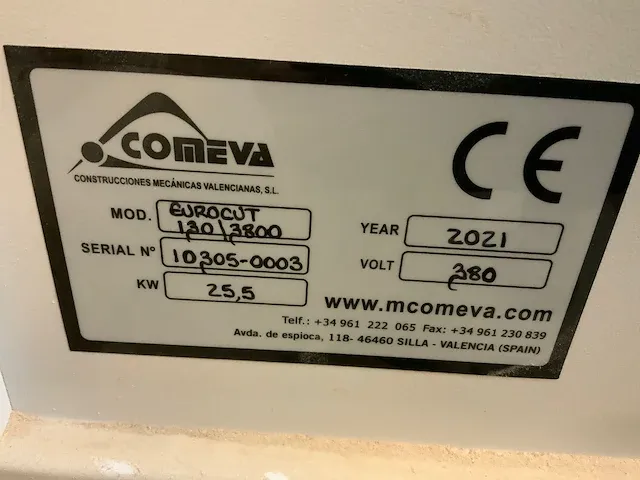 COMEVA
CONSTRUCCIONES MECÁNICAS VALENCIANAS, S.L.
CE
MOD. EUROCUT
130/3800
SERIAL Nº 10305-0003
KW 25,5
YEAR 2021
VOLT 380
www.mcomeva.com
Telf.: +34 961 222 065 Fax: +34 961 230 839
Avda. de espioca, 118- 46460 SILLA - VALENCIA (SPAIN)